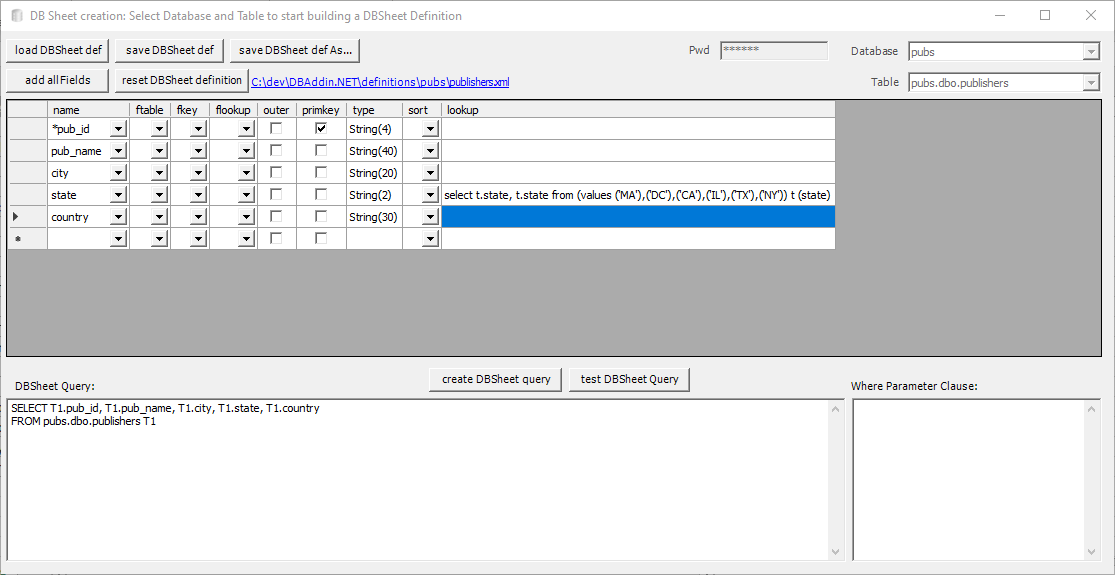 DB Sheet creation: Select Database and Table to start building a DBSheet Definition
load DBSheet def save DBSheet def save DBSheet def As... Pwd ****** Database pubs
add all Fields reset DBSheet definition C:\dev\DBAddin.NET\definitions\pubs\publishers.xml Table pubs.dbo.publishers
name ftable fkey flookup outer primkey type sort lookup
*pub_id String(4)
pub_name String(40)
city String(20)
state String(2) select t.state, t.state from (values ('MA'),('DC'),('CA'),('IL'),('TX'),('NY')) t (state)
country String(30)
*
DBSheet Query: create DBSheet query test DBSheet Query Where Parameter Clause:
SELECT T1.pub_id, T1.pub_name, T1.city, T1.state, T1.country
FROM pubs.dbo.publishers T1